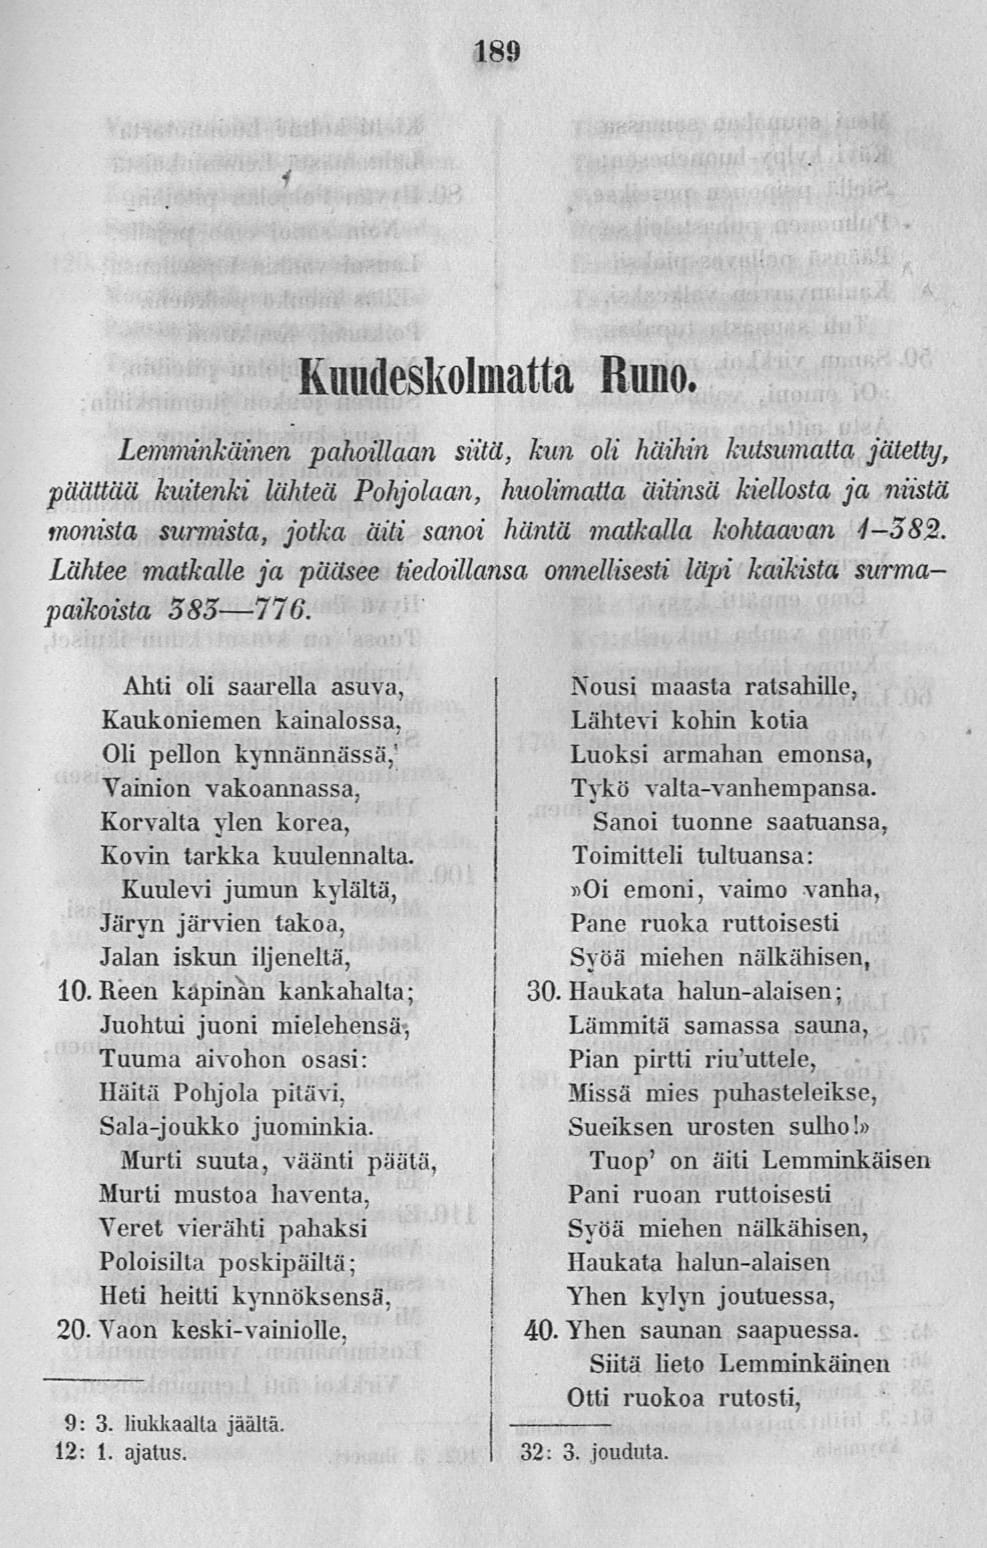 189
Kuudeskolmatta Runo.
Lemminkäinen pahoillaan siitä, kun oli häihin kutsumatta jätetty,
päättää kuitenki lähteä Pohjolaan, huolimatta äitinsä kiellosta ja niistä
monista surmista, jotka äiti sanoi häntä matkalla kohtaavan 1–382.
Lähtee matkalle ja pääsee tiedoillansa onnellisesti läpi kaikista surma–
paikoista 383—776.
Ahti oli saarella asuva,
Kaukoniemen kainalossa,
Oli pellon kynnännässä,
Vainion vakoannassa,
Korvalta ylen korea,
Kovin tarkka kuulennalta.
Kuulevi jumun kylältä,
Järyn järvien takoa,
Jalan iskun iljeneltä,
10. Reen kapinan kankahalta;
Juohtui juoni mielehensä,
Tuuma aivohon osasi:
Häitä Pohjola pitävi,
Sala-joukko juominkia.
Murti suuta, väänti päätä,
Murti mustoa haventa,
Veret vierähti pahaksi
Poloisilta poskipäiltä;
Heti heitti kynnöksensä,
20. Vaon keski-vainiolle,
9: 3. liukkaalta jäältä.
12: 1. ajatus.
Nousi maasta ratsahille,
Lähtevi kohin kotia
Luoksi armahan emonsa,
Tykö valta-vanhempansa.
Sanoi tuonne saatuansa,
Toimitteli tultuansa:
»Oi emoni, vaimo vanha,
Pane ruoka ruttoisesti
Syöä miehen nälkähisen,
30. Haukata halun-alaisen;
Lämmitä samassa sauna,
Pian pirtti riu'uttele,
Missä mies puhasteleikse,
Sueiksen urosten sulho!»
Tuop' on äiti Lemminkäisen
Pani ruoan ruttoisesti
Syöä miehen nälkähisen,
Haukata halun-alaisen
Yhen kylyn joutuessa,
40. Yhen saunan saapuessa.
Siitä lieto Lemminkäinen
Otti ruokoa rutosti,
32: 3. jouduta.